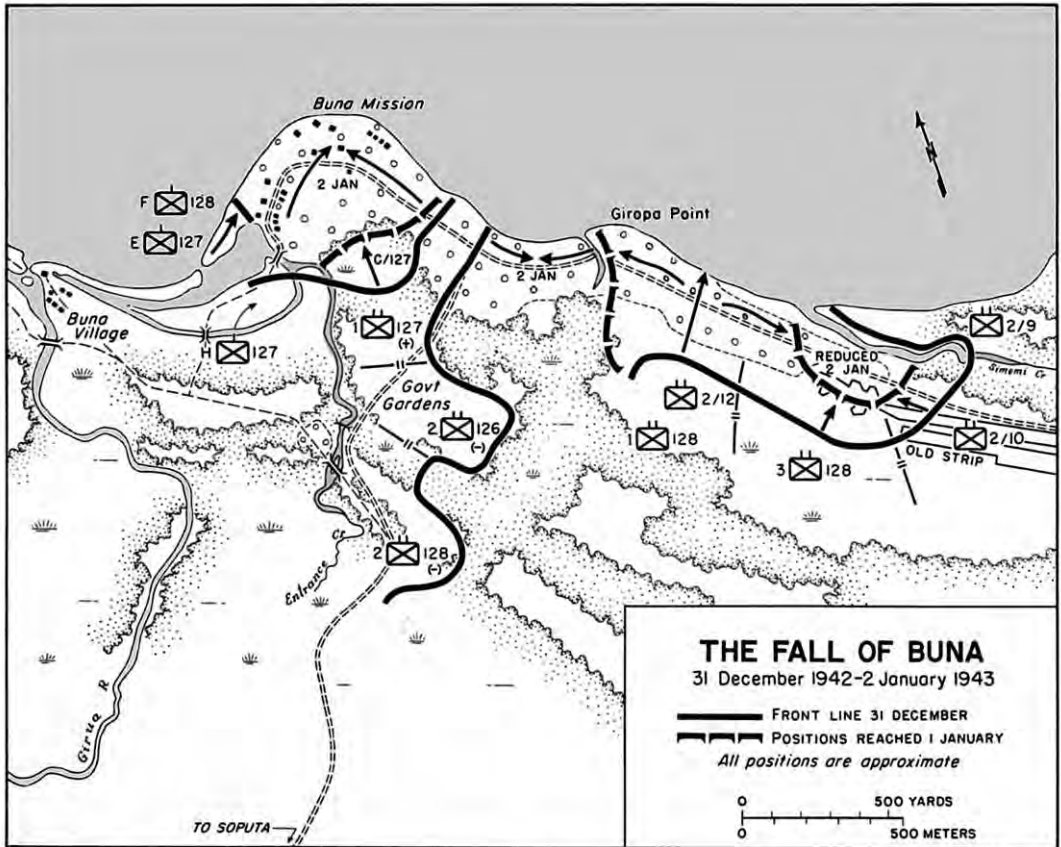 Buna Mission
2 JAN
F 128
E 127
C/127
Giropa Point
2 JAN
N
Buna
Village
H 127
1 127
(+)
Govt
Gardens
2 126
(-)
2/9
Simemi Cr
REDUCED
2 JAN
2/12
1 128
3 128
2/10
OLD STRIP
2 128
(-)
Entrance Cr
Girua R
TO SOPUTA
THE FALL OF BUNA
31 December 1942-2 January 1943
FRONT LINE 31 DECEMBER
POSITIONS REACHED 1 JANUARY
All positions are approximate
0 500 YARDS
0 500 METERS